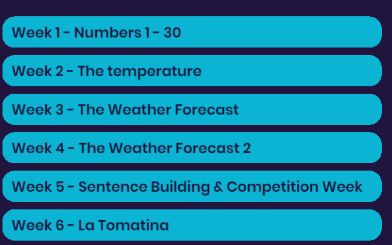 Week 1 - Numbers 1 - 30
Week 2 - The temperature
Week 3 - The Weather Forecast
Week 4 - The Weather Forecast 2
Week 5 - Sentence Building & Competition Week
Week 6 - La Tomatina